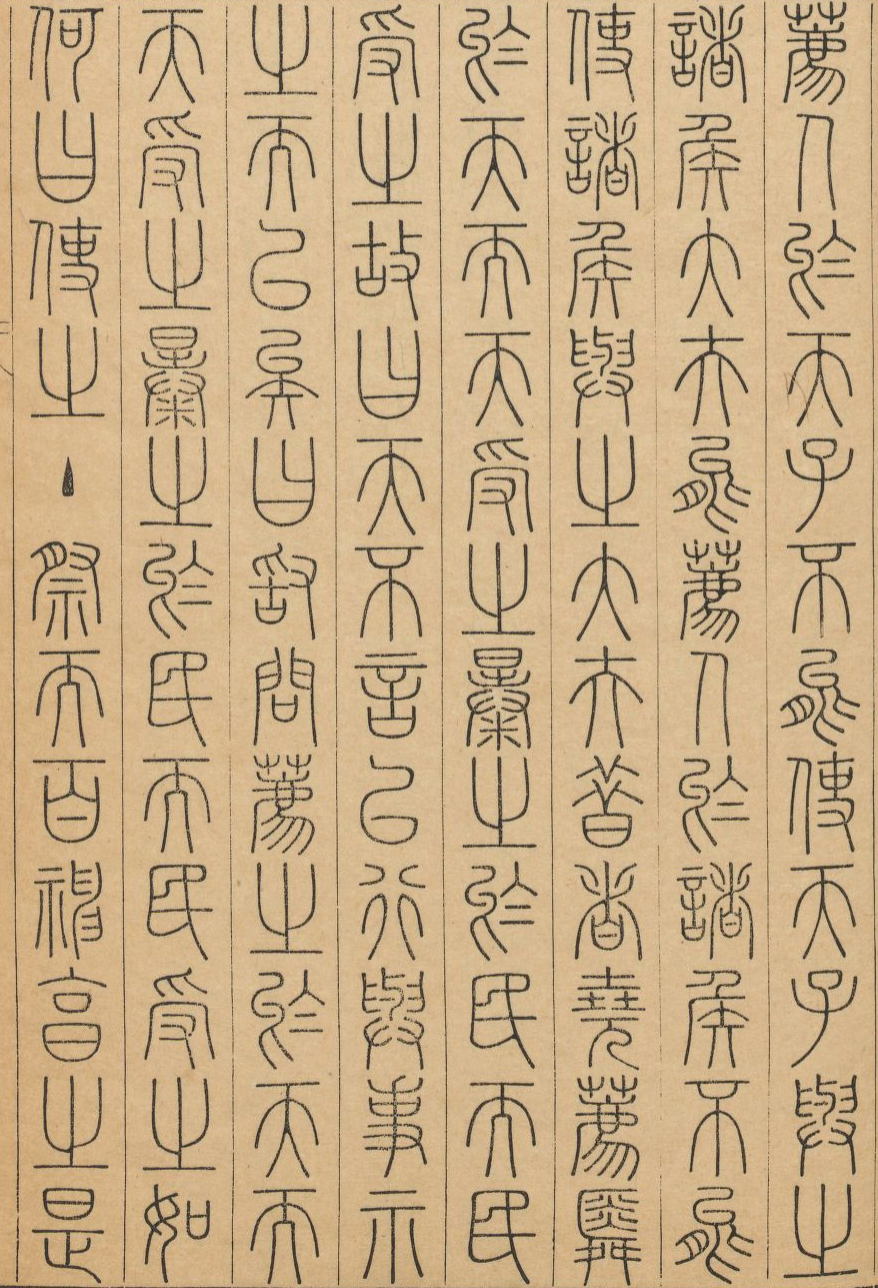 薦人於天子不能使天子與之
諸侯大夫能薦人於諸侯不能
使諸侯與之大夫昔者堯薦舜
於天而天受之暴之於民而民
受之故曰天不言以行與事示
之而已矣曰敢問薦之於天而
天受之暴之於民而民受之如
何曰使之主祭而百神享之是